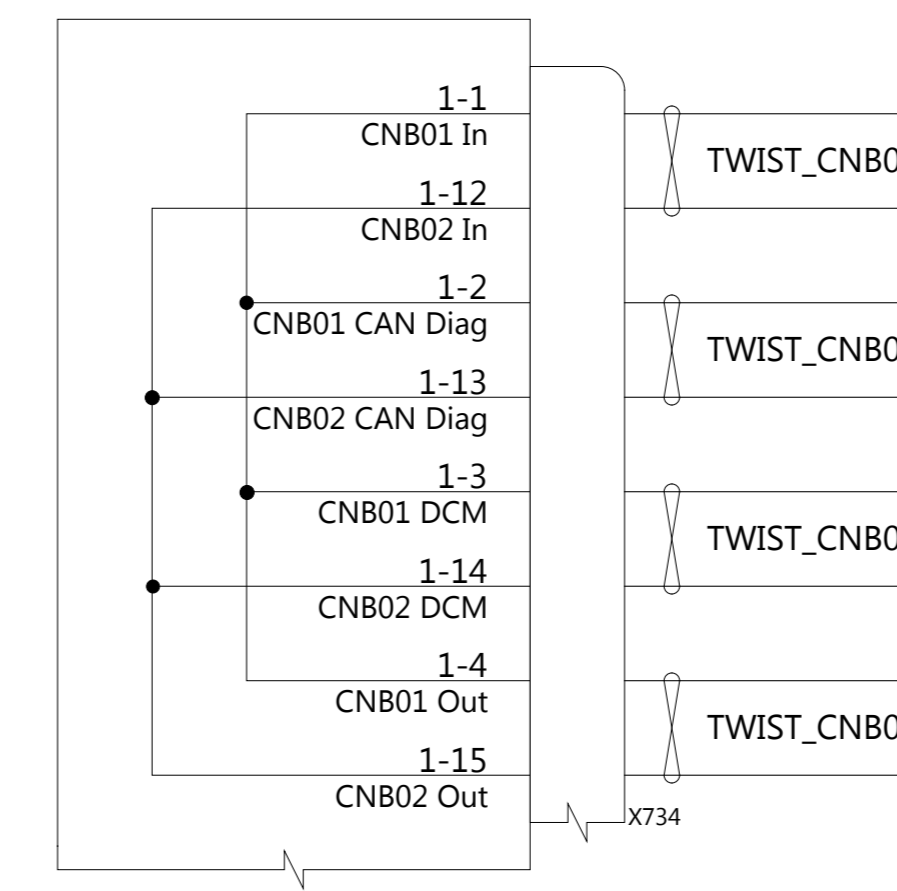 1-1
CNB01 In
TWIST_CNB0
1-12
CNB02 In
1-2
CNB01 CAN Diag
TWIST_CNB0
1-13
CNB02 CAN Diag
1-3
CNB01 DCM
TWIST_CNB0
1-14
CNB02 DCM
1-4
CNB01 Out
TWIST_CNB0
1-15
CNB02 Out
X734